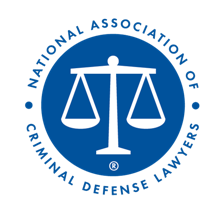 NATIONAL ASSOCIATION OF
CRIMINAL DEFENSE LAWYERS
®